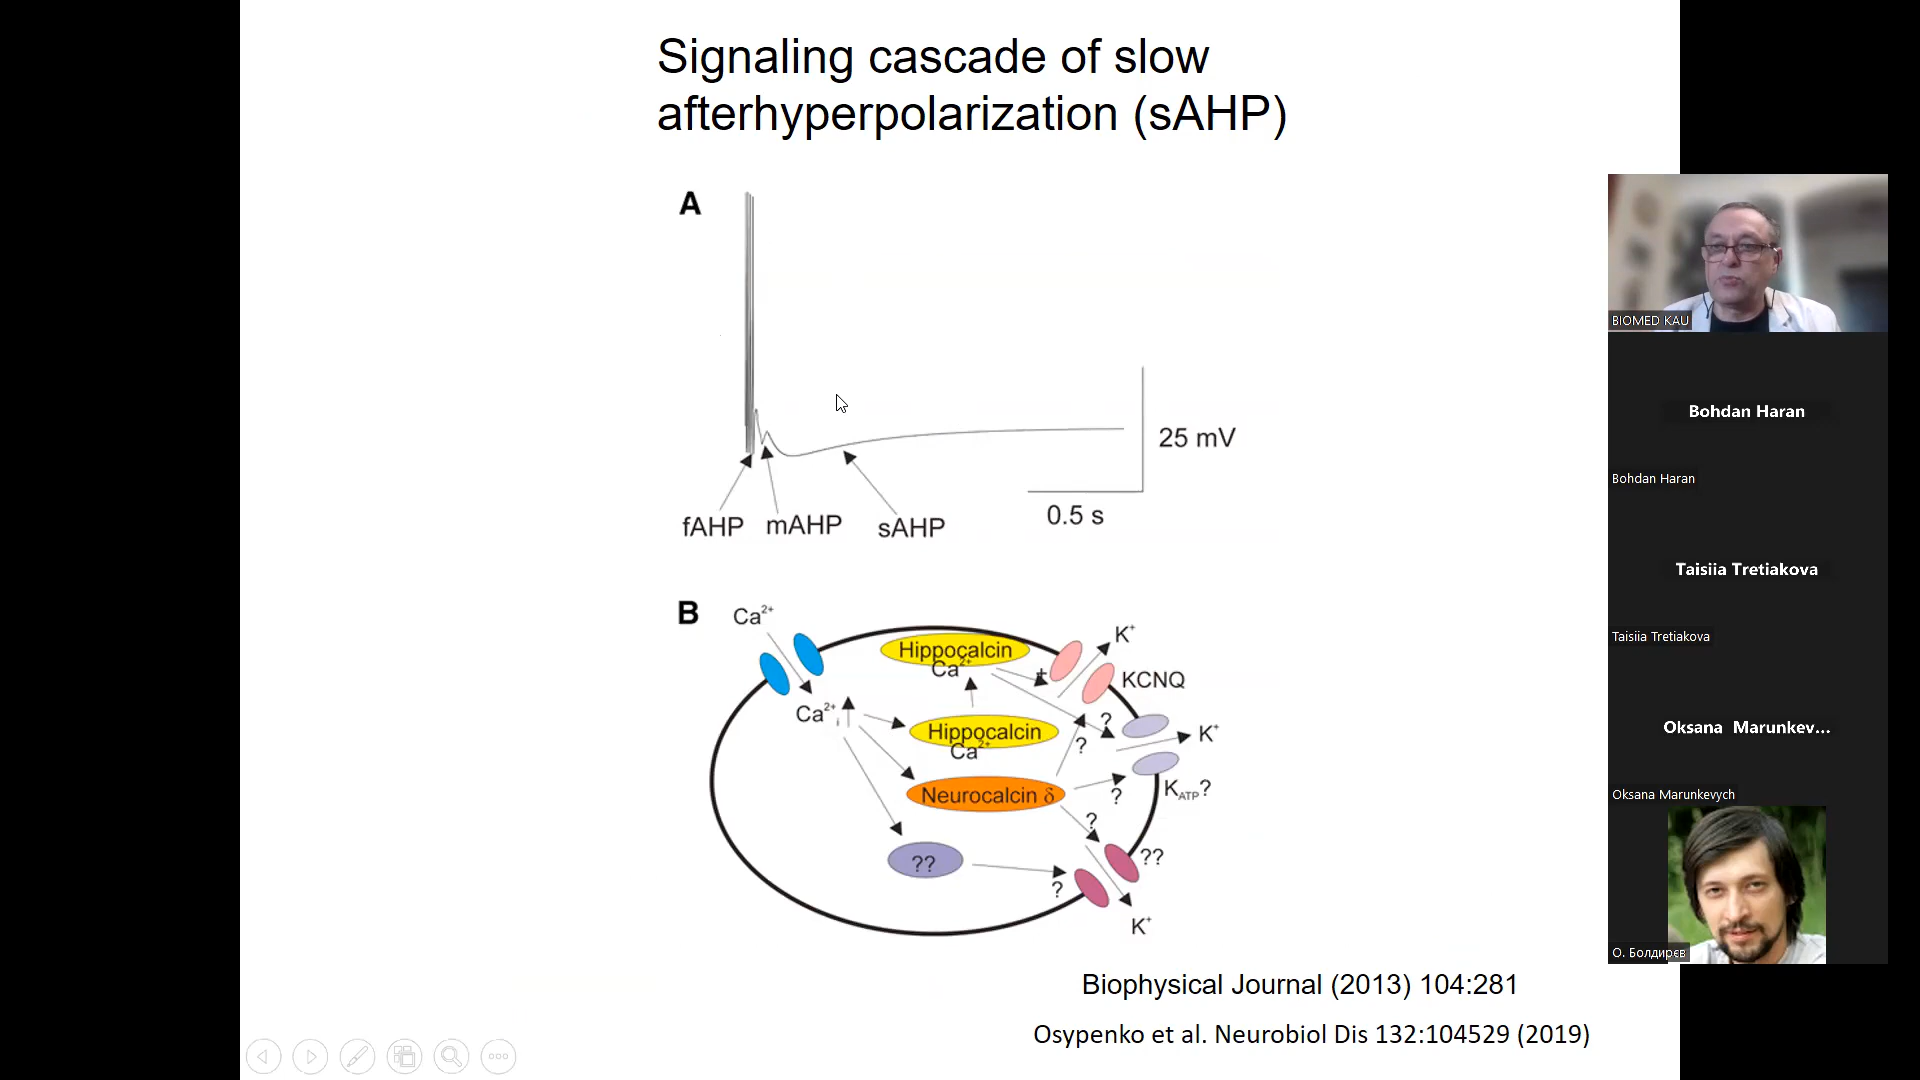 Signaling cascade of slow
afterhyperpolarization (sAHP)
A
25 mV
0.5 s
fAHP mAHP sAHP
B
Ca2+
Hippocalcin
Ca2+
K+
+
KCNQ
Ca2+
i
Hippocalcin
Ca2+
?
?
K+
Neurocalcin δ
?
KATP?
?
??
??
?
K+
Biophysical Journal (2013) 104:281
Osypenko et al. Neurobiol Dis 132:104529 (2019)
BIOMED KAU
Bohdan Haran
Bohdan Haran
Taisiia Tretiakova
Taisiia Tretiakova
Oksana Marunkev...
Oksana Marunkevych
О. Болдирєв